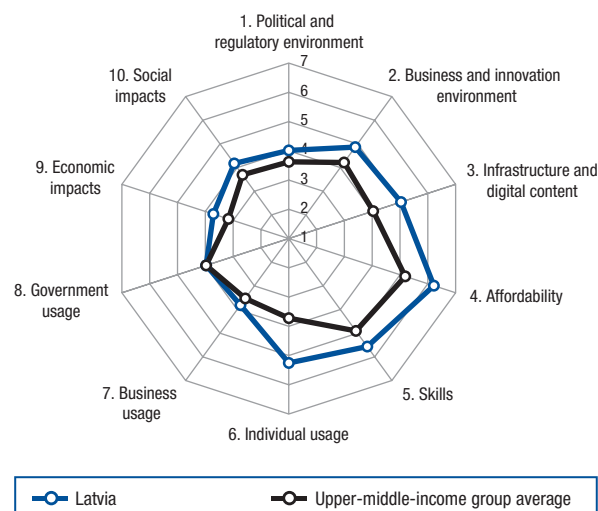 1. Political and
regulatory environment
10. Social
impacts
2. Business and innovation
environment
9. Economic
impacts
3. Infrastructure and
digital content
7
6
5
4
3
2
1
8. Government
usage
4. Affordability
7. Business
usage
5. Skills
6. Individual usage
Latvia
Upper-middle-income group average